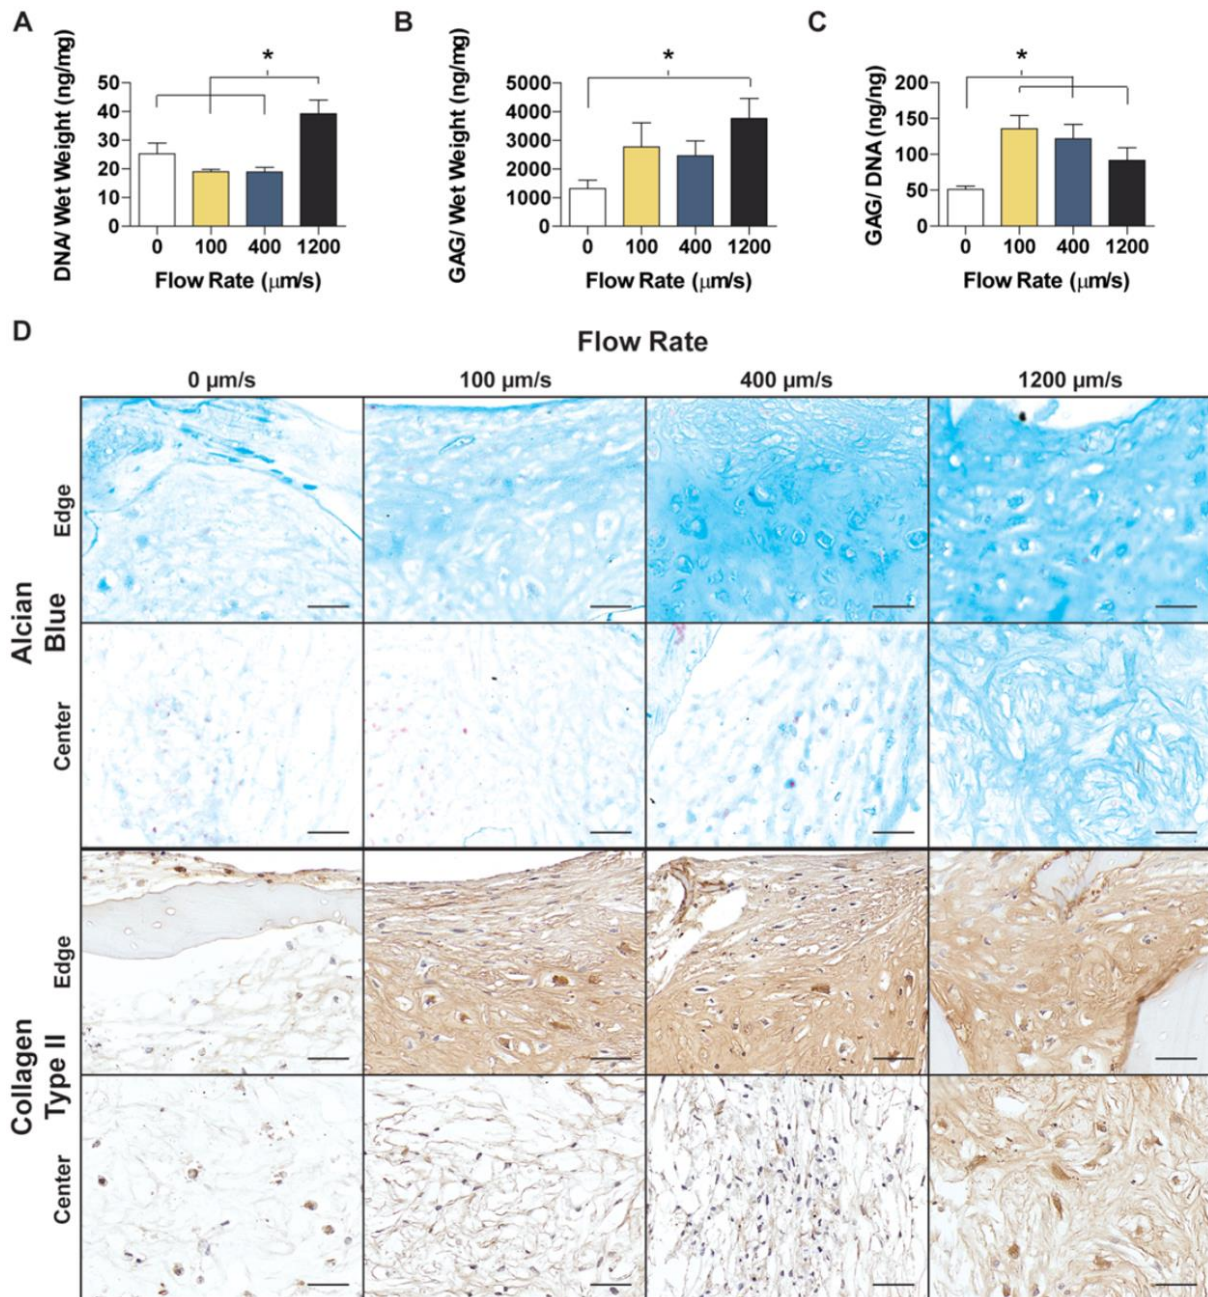 A
DNA/ Wet Weight (ng/mg)
*
50
40
30
20
10
0
0 100 400 1200
Flow Rate (μm/s)
B
GAG/ Wet Weight (ng/mg)
*
5000
4000
3000
2000
1000
0
0 100 400 1200
Flow Rate (μm/s)
C
GAG/ DNA (ng/ng)
*
200
150
100
50
0
0 100 400 1200
Flow Rate (μm/s)
D
Flow Rate
0 μm/s 100 μm/s 400 μm/s 1200 μm/s
Alcian
Blue
Edge
Center
Collagen
Type II
Edge
Center